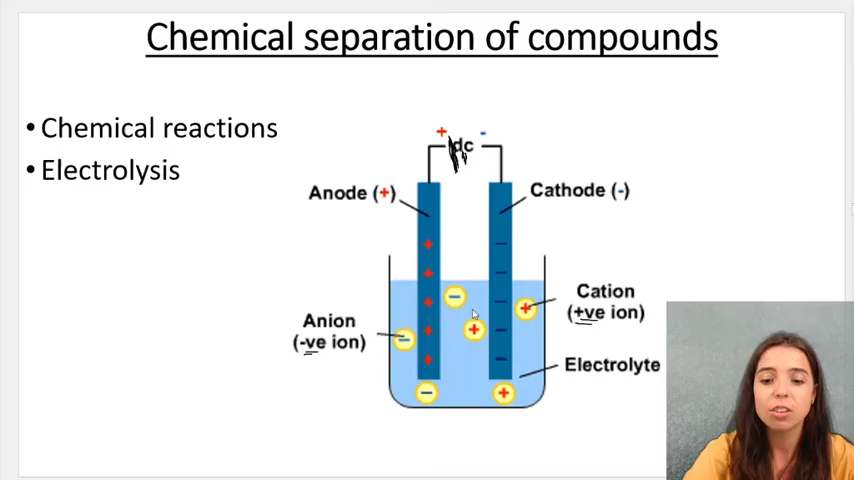 Chemical separation of compounds
• Chemical reactions
• Electrolysis
+ dc -
Anode (+)
Cathode (-)
Anion
(-ve ion)
Cation
(+ve ion)
Electrolyte